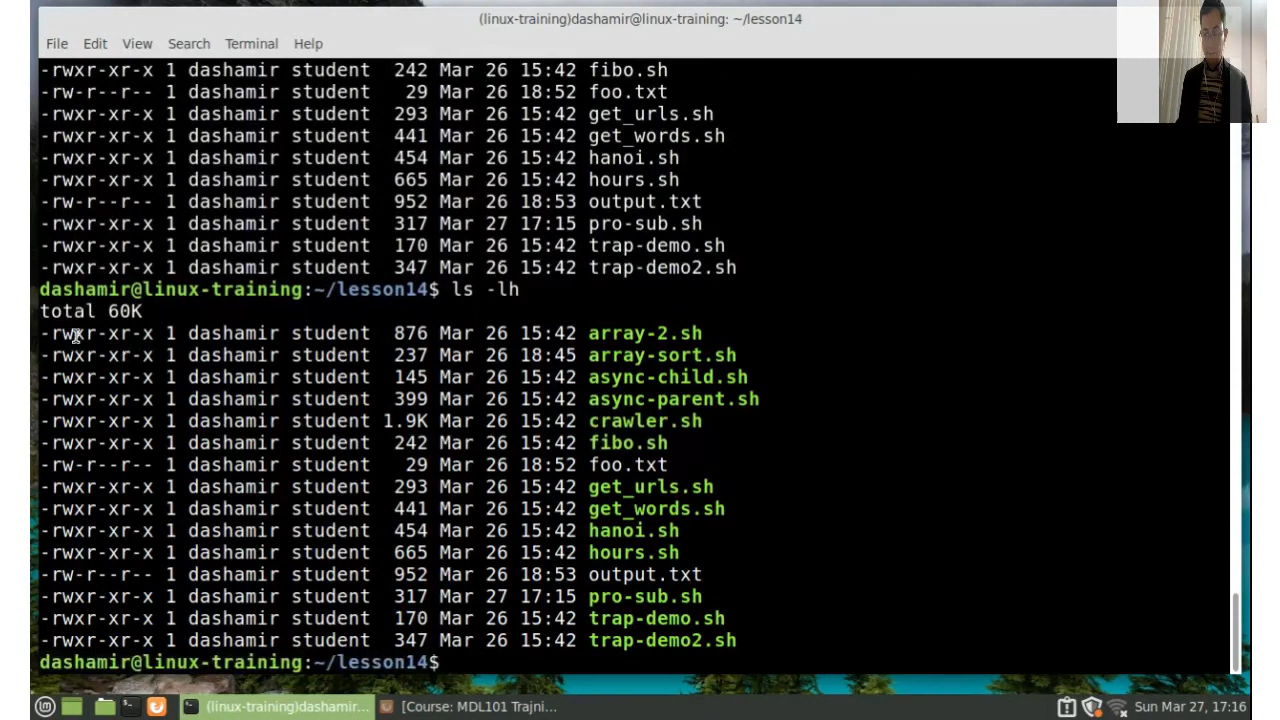 (linux-training)dashamir@linux-training: ~/lesson14
File Edit View Search Terminal Help
-rwxr-xr-x 1 dashamir student  242 Mar 26 15:42 fibo.sh
-rw-r--r-- 1 dashamir student   29 Mar 26 18:52 foo.txt
-rwxr-xr-x 1 dashamir student  293 Mar 26 15:42 get_urls.sh
-rwxr-xr-x 1 dashamir student  441 Mar 26 15:42 get_words.sh
-rwxr-xr-x 1 dashamir student  454 Mar 26 15:42 hanoi.sh
-rwxr-xr-x 1 dashamir student  665 Mar 26 15:42 hours.sh
-rw-r--r-- 1 dashamir student  952 Mar 26 18:53 output.txt
-rwxr-xr-x 1 dashamir student  317 Mar 27 17:15 pro-sub.sh
-rwxr-xr-x 1 dashamir student  170 Mar 26 15:42 trap-demo.sh
-rwxr-xr-x 1 dashamir student  347 Mar 26 15:42 trap-demo2.sh
dashamir@linux-training:~/lesson14$ ls -lh
total 60K
-rwxr-xr-x 1 dashamir student  876 Mar 26 15:42 array-2.sh
-rwxr-xr-x 1 dashamir student  237 Mar 26 18:45 array-sort.sh
-rwxr-xr-x 1 dashamir student  145 Mar 26 15:42 async-child.sh
-rwxr-xr-x 1 dashamir student  399 Mar 26 15:42 async-parent.sh
-rwxr-xr-x 1 dashamir student 1.9K Mar 26 15:42 crawler.sh
-rwxr-xr-x 1 dashamir student  242 Mar 26 15:42 fibo.sh
-rw-r--r-- 1 dashamir student   29 Mar 26 18:52 foo.txt
-rwxr-xr-x 1 dashamir student  293 Mar 26 15:42 get_urls.sh
-rwxr-xr-x 1 dashamir student  441 Mar 26 15:42 get_words.sh
-rwxr-xr-x 1 dashamir student  454 Mar 26 15:42 hanoi.sh
-rwxr-xr-x 1 dashamir student  665 Mar 26 15:42 hours.sh
-rw-r--r-- 1 dashamir student  952 Mar 26 18:53 output.txt
-rwxr-xr-x 1 dashamir student  317 Mar 27 17:15 pro-sub.sh
-rwxr-xr-x 1 dashamir student  170 Mar 26 15:42 trap-demo.sh
-rwxr-xr-x 1 dashamir student  347 Mar 26 15:42 trap-demo2.sh
dashamir@linux-training:~/lesson14$
(linux-training)dashamir... [Course: MDL101 Trajni... Sun Mar 27, 17:16